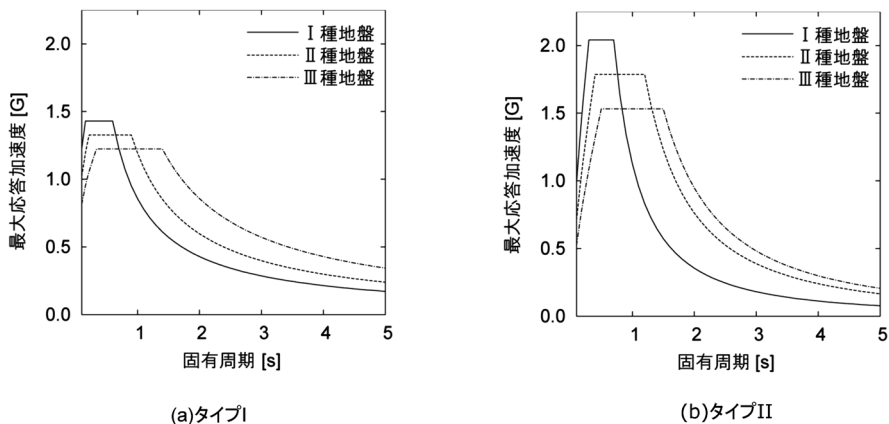 2.0
1.5
1.0
0.5
0.0
1
2
3
4
5
最大応答加速度 [G]
固有周期 [s]
Ⅰ種地盤
Ⅱ種地盤
Ⅲ種地盤
(a)タイプI
2.0
1.5
1.0
0.5
0.0
1
2
3
4
5
最大応答加速度 [G]
固有周期 [s]
Ⅰ種地盤
Ⅱ種地盤
Ⅲ種地盤
(b)タイプII